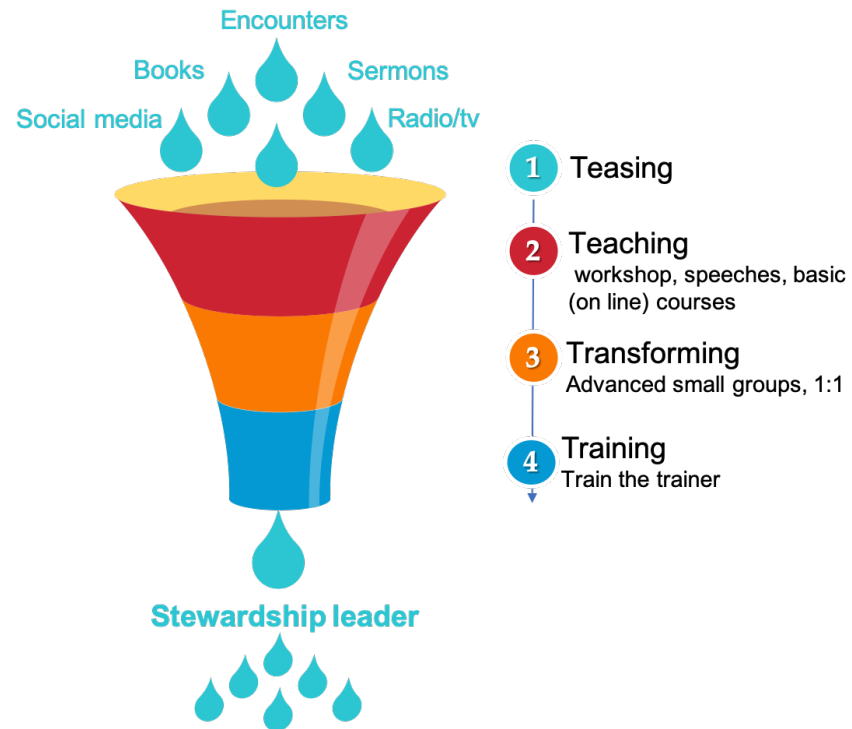 Encounters
Books
Sermons
Social media
Radio/tv
1
Teasing
2
Teaching
workshop, speeches, basic
(on line) courses
3
Transforming
Advanced small groups, 1:1
4
Training
Train the trainer
Stewardship leader